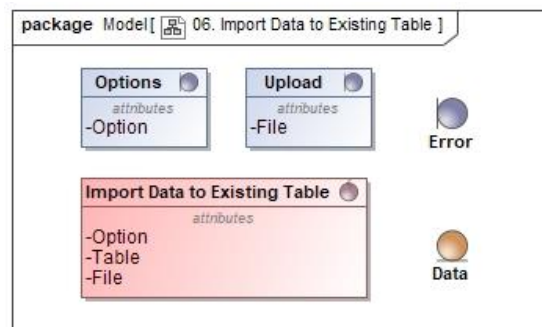 package Model[ 06. Import Data to Existing Table ]
Options
attributes
-Option
Upload
attributes
-File
Error
Import Data to Existing Table
attributes
-Option
-Table
-File
Data